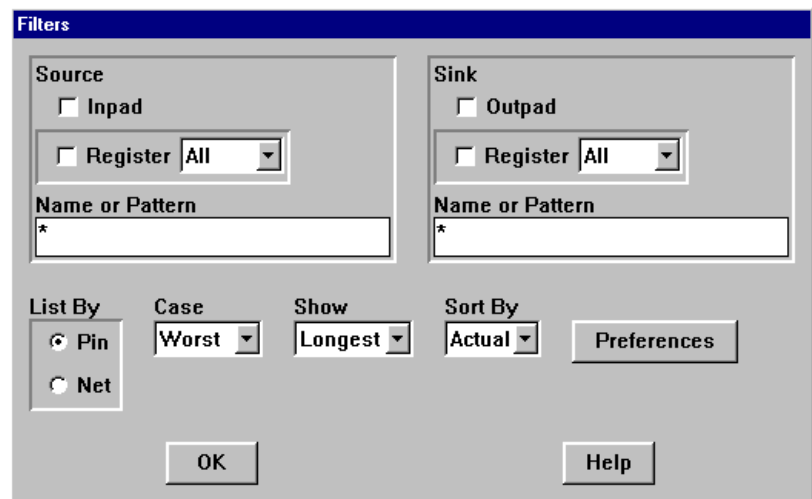 Filters
Source
Inpad
Register All
Name or Pattern
*
Sink
Outpad
Register All
Name or Pattern
*
List By
Pin
Net
Case
Worst
Show
Longest
Sort By
Actual
Preferences
OK
Help